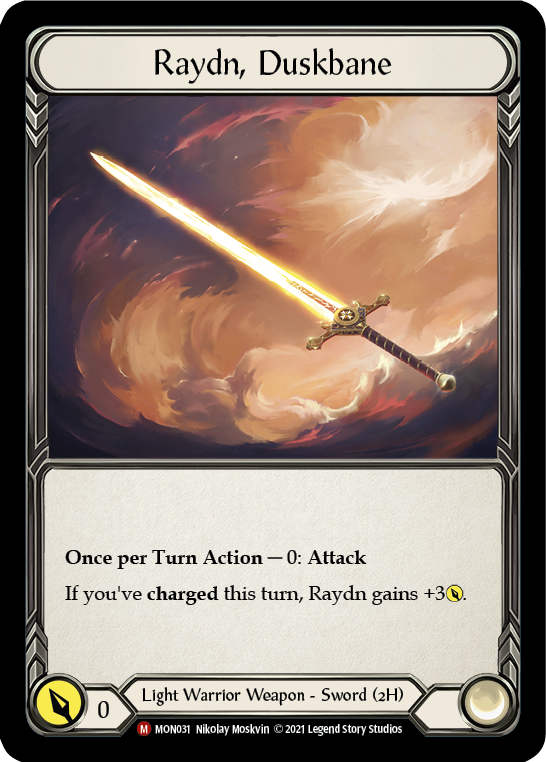 Raydn, Duskbane
Once per Turn Action — 0: Attack
If you've charged this turn, Raydn gains +3.
0
Light Warrior Weapon - Sword (2H)
M MON031 Nikolay Moskvin © 2021 Legend Story Studios